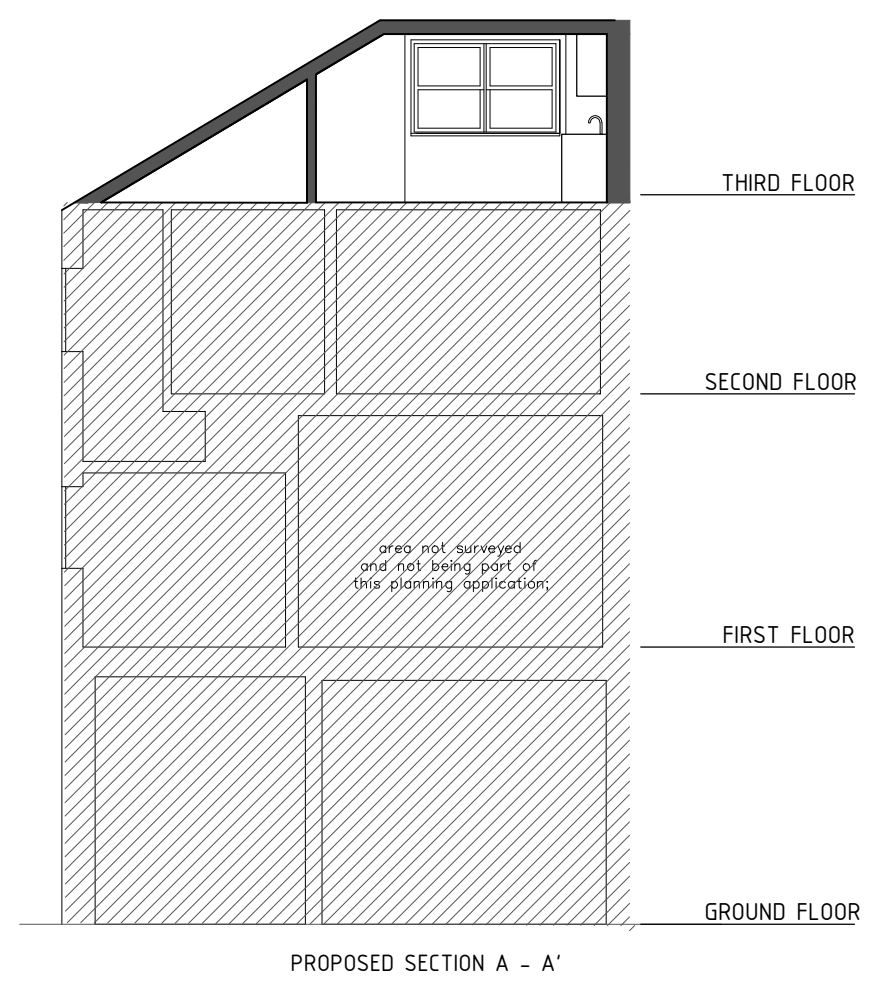 THIRD FLOOR
SECOND FLOOR
area not surveyed
and not being part of
this planning application;
FIRST FLOOR
GROUND FLOOR
PROPOSED SECTION A - A'